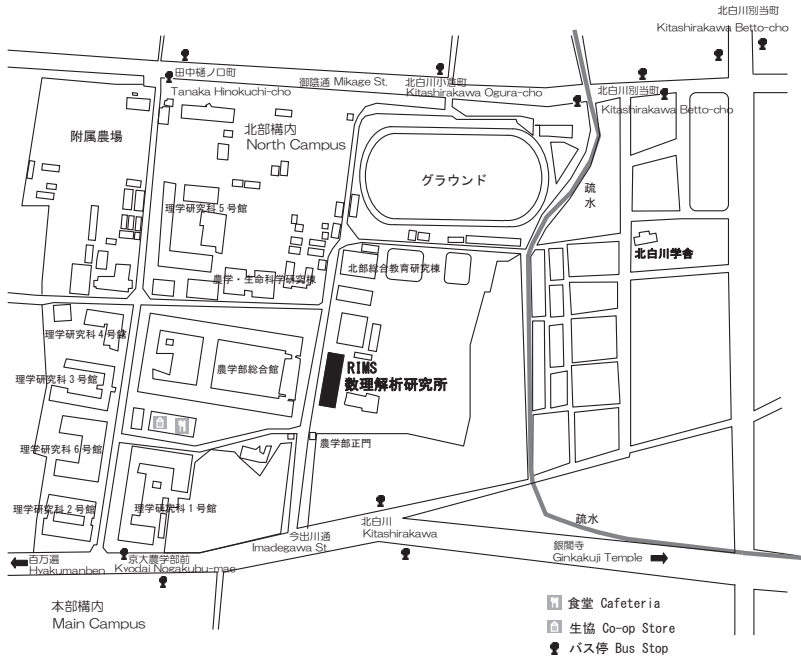 北白川別当町
Kitashirakawa Betto-cho
田中樋ノ口町
Tanaka Hinokuchi-cho
御陰通 Mikage St.
北白川小倉町
Kitashirakawa Ogura-cho
北白川別当町
Kitashirakawa Betto-cho
附属農場
北部構内
North Campus
グラウンド
疏水
理学研究科5号館
北白川学舎
農学・生命科学研究棟
北部総合教育研究棟
理学研究科4号館
理学研究科3号館
農学部総合館
RIMS
数理解析研究所
理学研究科6号館
農学部正門
理学研究科2号館
理学研究科1号館
今出川通
Imadegawa St.
北白川
Kitashirakawa
疏水
百万遍
Hyakumanben
京大農学部前
Kyodai Nogakubu-mae
銀閣寺
Ginkakuji Temple
本部構内
Main Campus
食堂 Cafeteria
生協 Co-op Store
バス停 Bus Stop